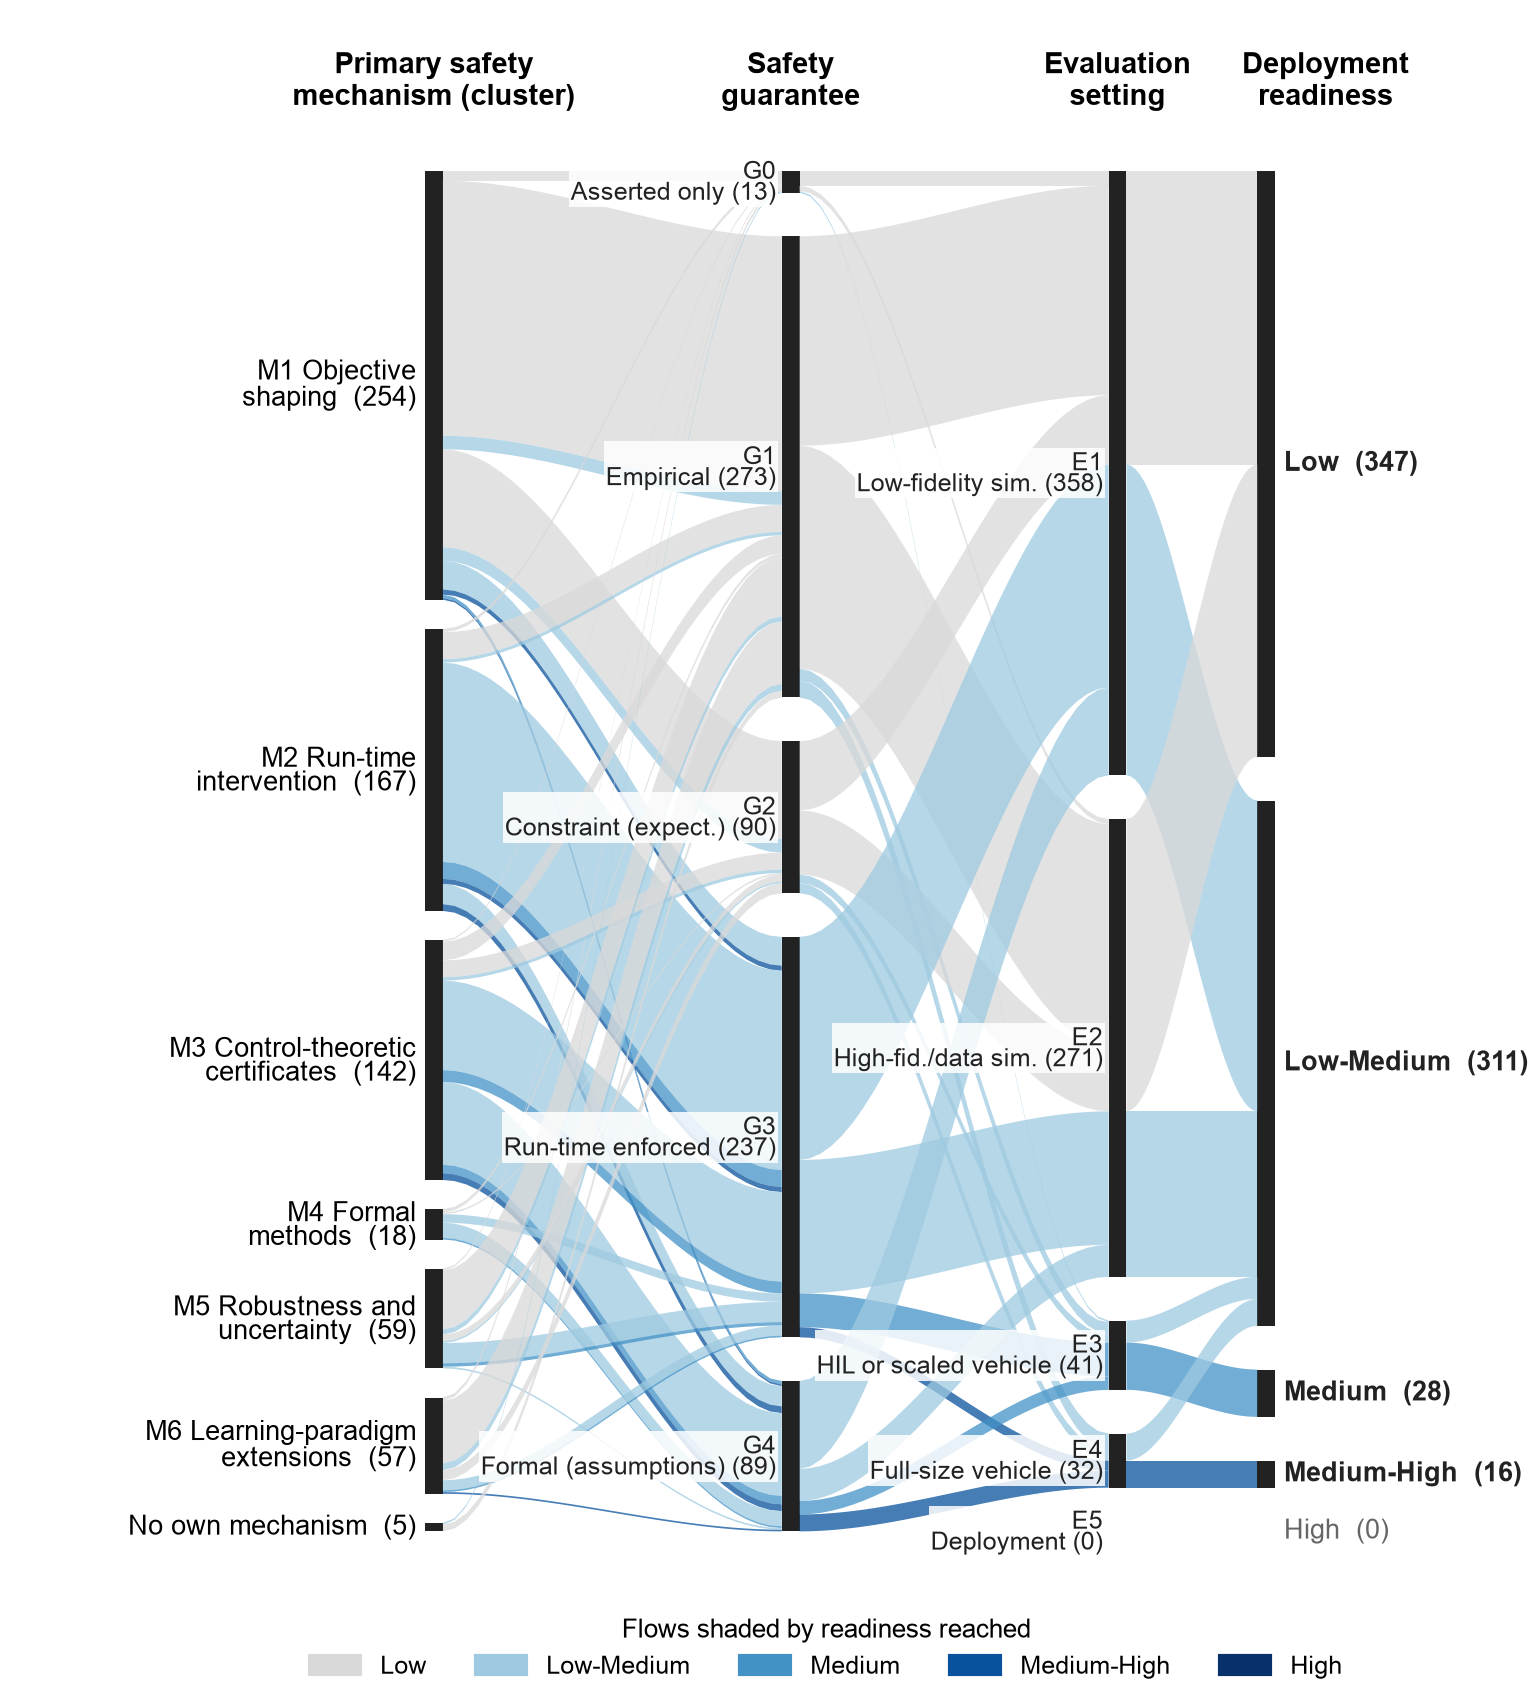 Primary safety
mechanism (cluster)
Safety
guarantee
Evaluation
setting
Deployment
readiness
M1 Objective
shaping (254)
M2 Run-time
intervention (167)
M3 Control-theoretic
certificates (142)
M4 Formal
methods (18)
M5 Robustness and
uncertainty (59)
M6 Learning-paradigm
extensions (57)
No own mechanism (5)
G0
Asserted only (13)
G1
Empirical (273)
G2
Constraint (expect.) (90)
G3
Run-time enforced (237)
G4
Formal (assumptions) (89)
E1
Low-fidelity sim. (358)
E2
High-fid./data sim. (271)
E3
HIL or scaled vehicle (41)
E4
Full-size vehicle (32)
E5
Deployment (0)
Low (347)
Low-Medium (311)
Medium (28)
Medium-High (16)
High (0)
Flows shaded by readiness reached
Low
Low-Medium
Medium
Medium-High
High